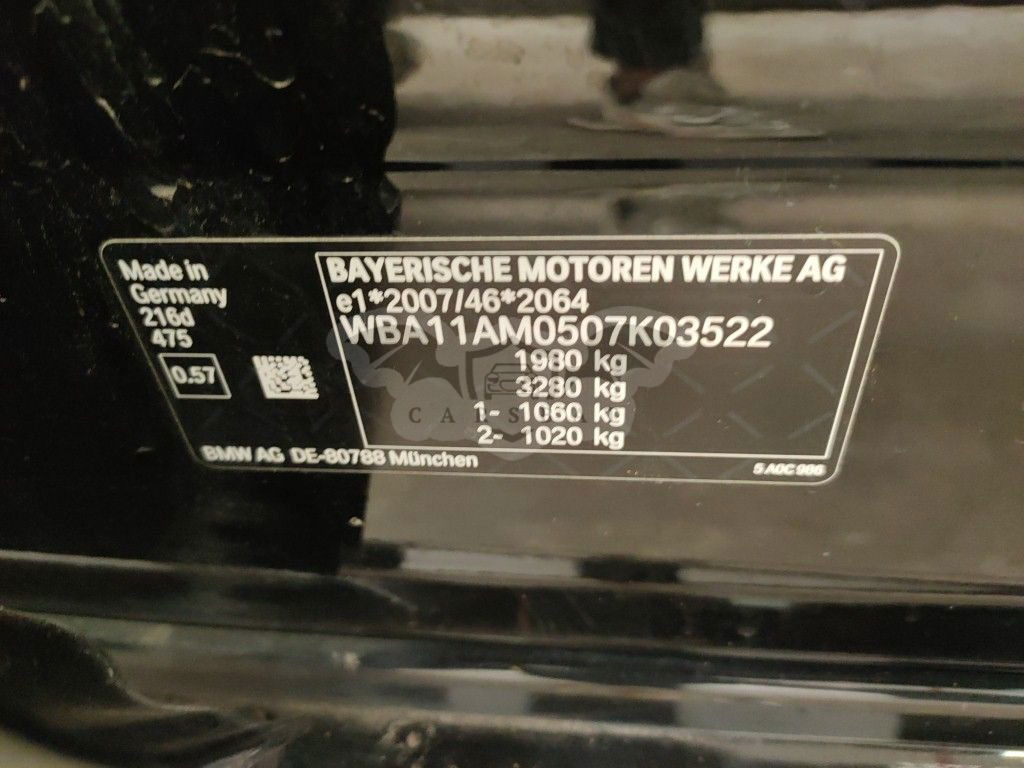 Made in
Germany
216d
475
0.57
BAYERISCHE MOTOREN WERKE AG
e1*2007/46*2064
WBA11AM0507K03522
1980 kg
3280 kg
1- 1060 kg
2- 1020 kg
BMW AG DE-80788 München
5 A0C 986